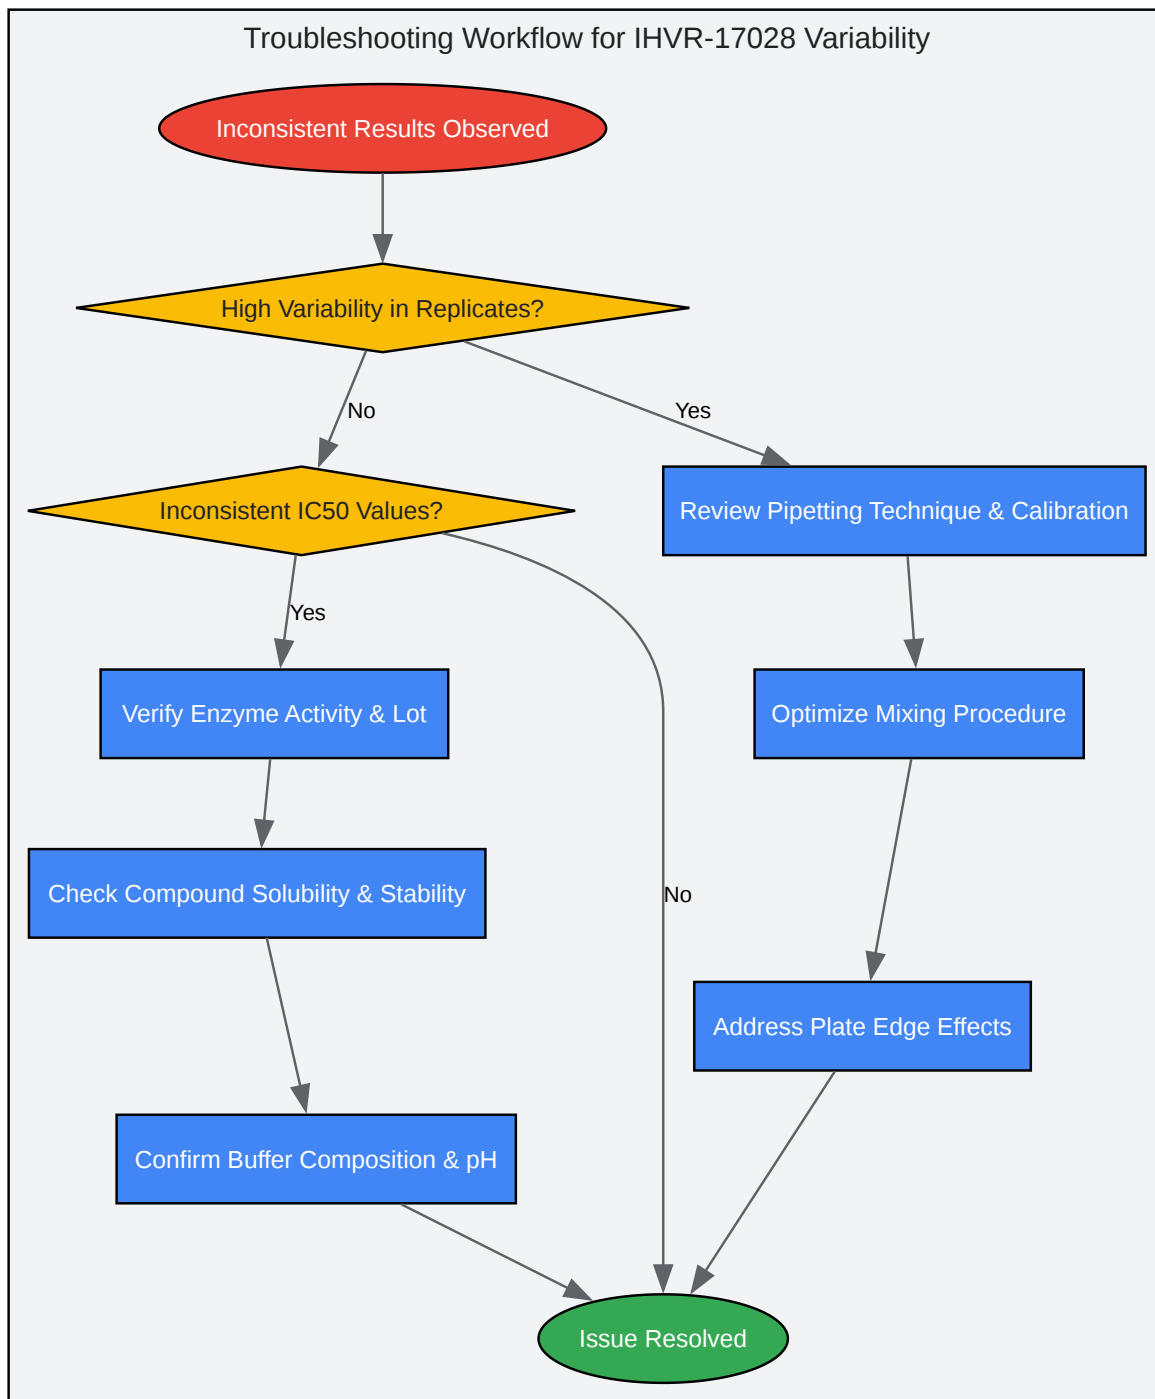 Troubleshooting Workflow for IHVR-17028 Variability
Inconsistent Results Observed
High Variability in Replicates?
No
Yes
Inconsistent IC50 Values?
Review Pipetting Technique & Calibration
Yes
Verify Enzyme Activity & Lot
Optimize Mixing Procedure
Check Compound Solubility & Stability
No
Address Plate Edge Effects
Confirm Buffer Composition & pH
Issue Resolved